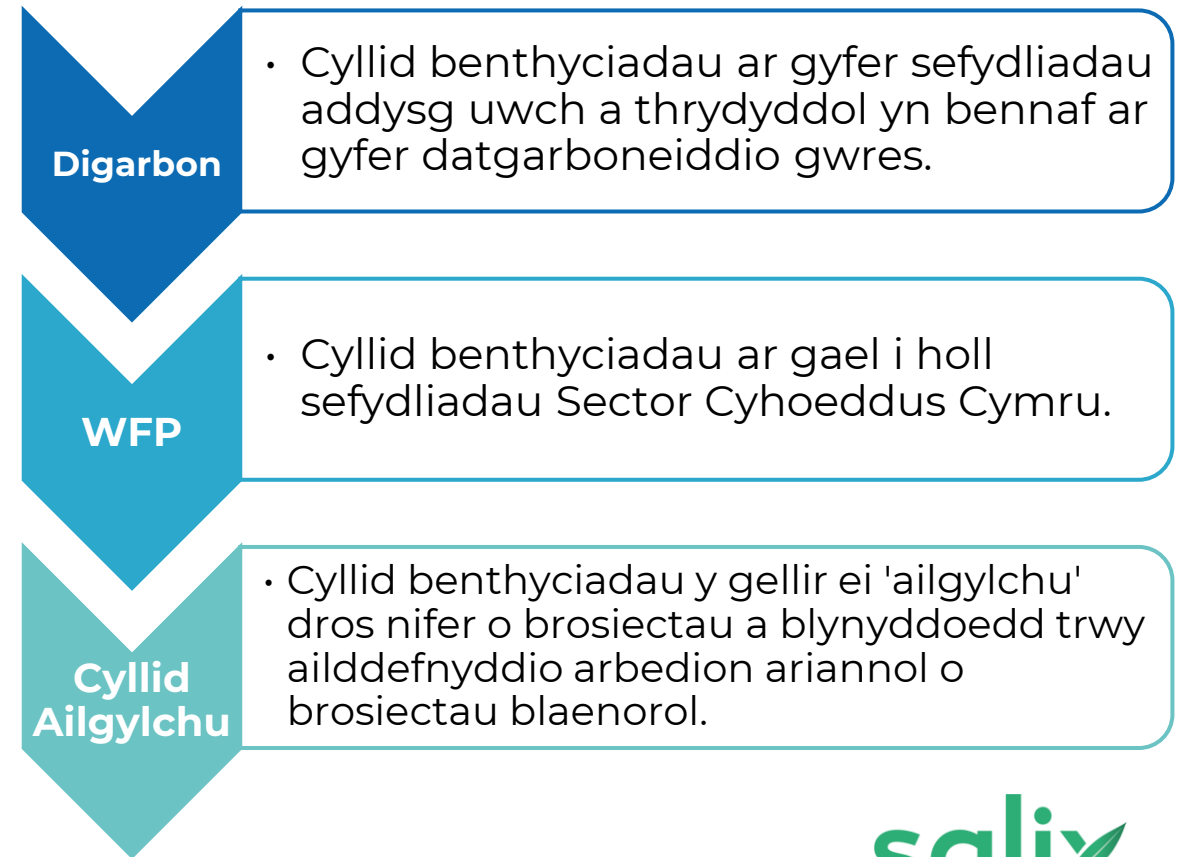 Digarbon
• Cyllid benthyciadau ar gyfer sefydliadau
addysg uwch a thrydyddol yn bennaf ar
gyfer datgarboneiddio gwres.
WFP
• Cyllid benthyciadau ar gael i holl
sefydliadau Sector Cyhoeddus Cymru.
Cyllid
Ailgylchu
• Cyllid benthyciadau y gellir ei 'ailgylchu'
dros nifer o brosiectau a blynyddoedd trwy
ailddefnyddio arbedion ariannol o
brosiectau blaenorol.
salix